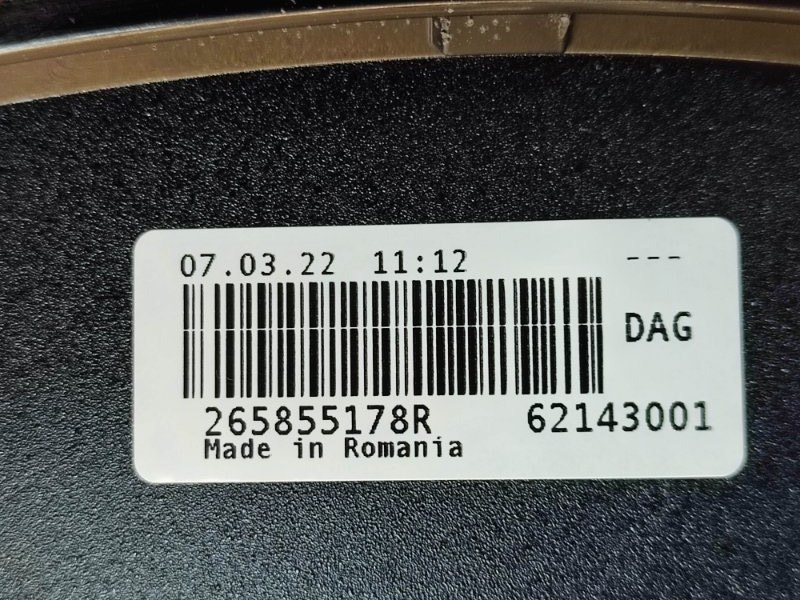 07.03.22 11:12 ---
DAG
265855178R 62143001
Made in Romania